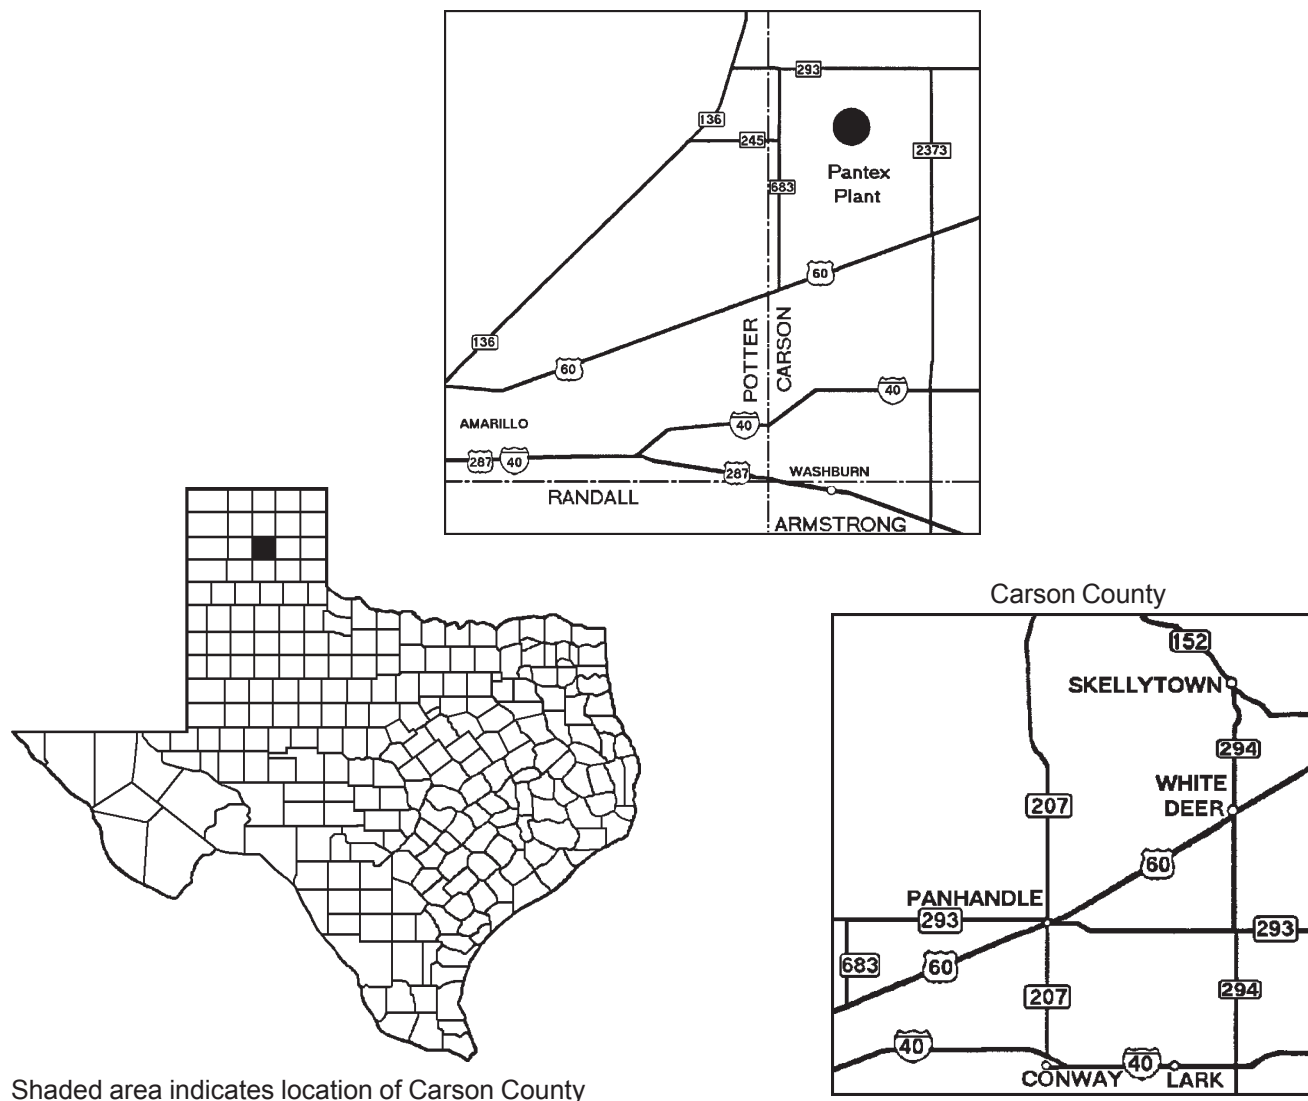 293
136
245
2373
Pantex
Plant
683
60
136
60
POTTER
CARSON
40
AMARILLO
40
287
40
287
WASHBURN
RANDALL
ARMSTRONG
Carson County
152
SKELLYTOWN
294
WHITE
DEER
207
60
PANHANDLE
293
293
683
60
207
294
40
40
CONWAY
LARK
Shaded area indicates location of Carson County